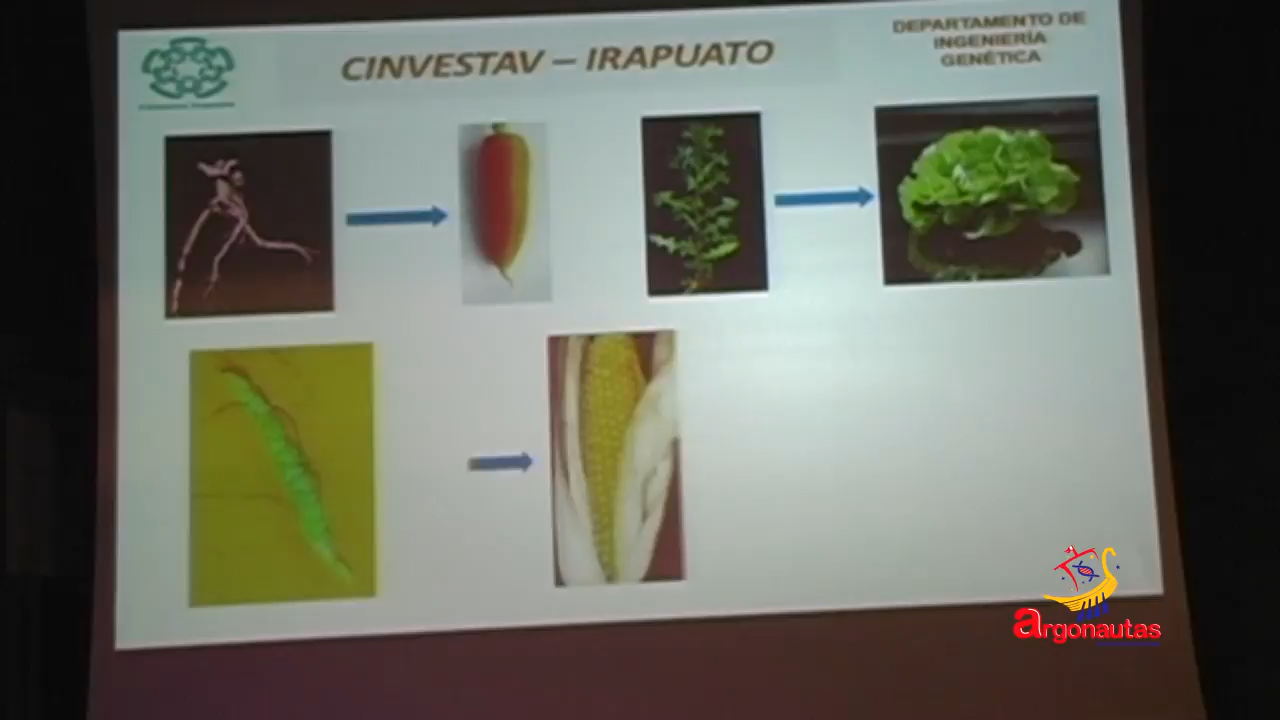 CINVESTAV – IRAPUATO
DEPARTAMENTO DE
INGENIERÍA
GENÉTICA
argonautas